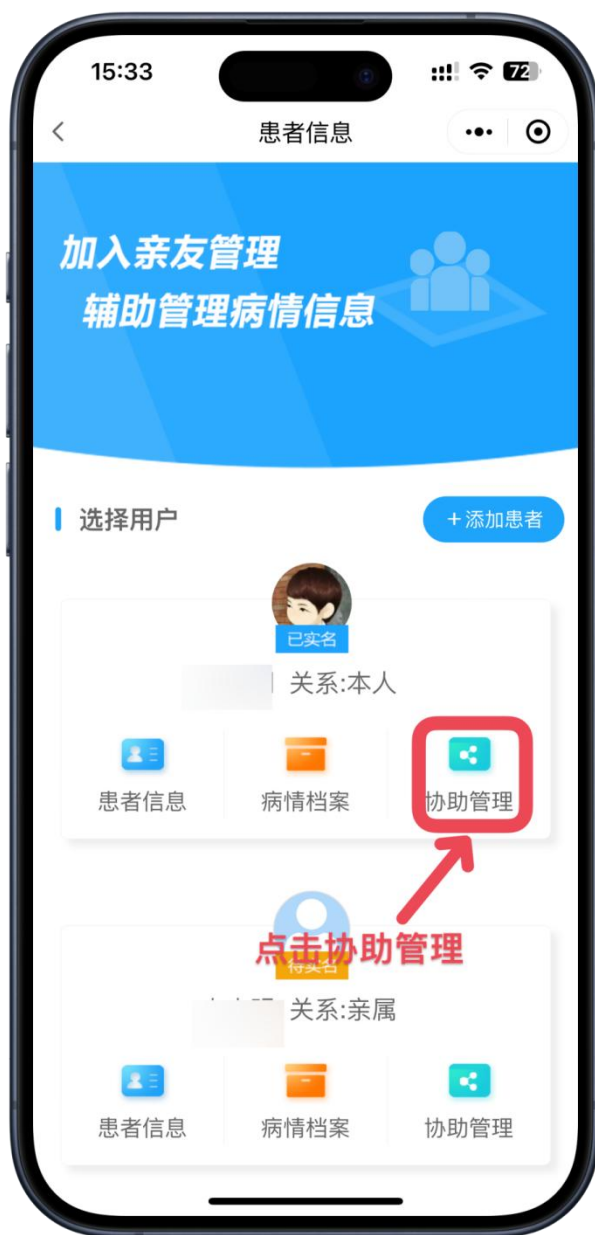 15:33
72
患者信息
加入亲友管理
辅助管理病情信息
选择用户
+添加患者
已实名
关系:本人
患者信息
病情档案
协助管理
点击协助管理
待实名
关系:亲属
患者信息
病情档案
协助管理